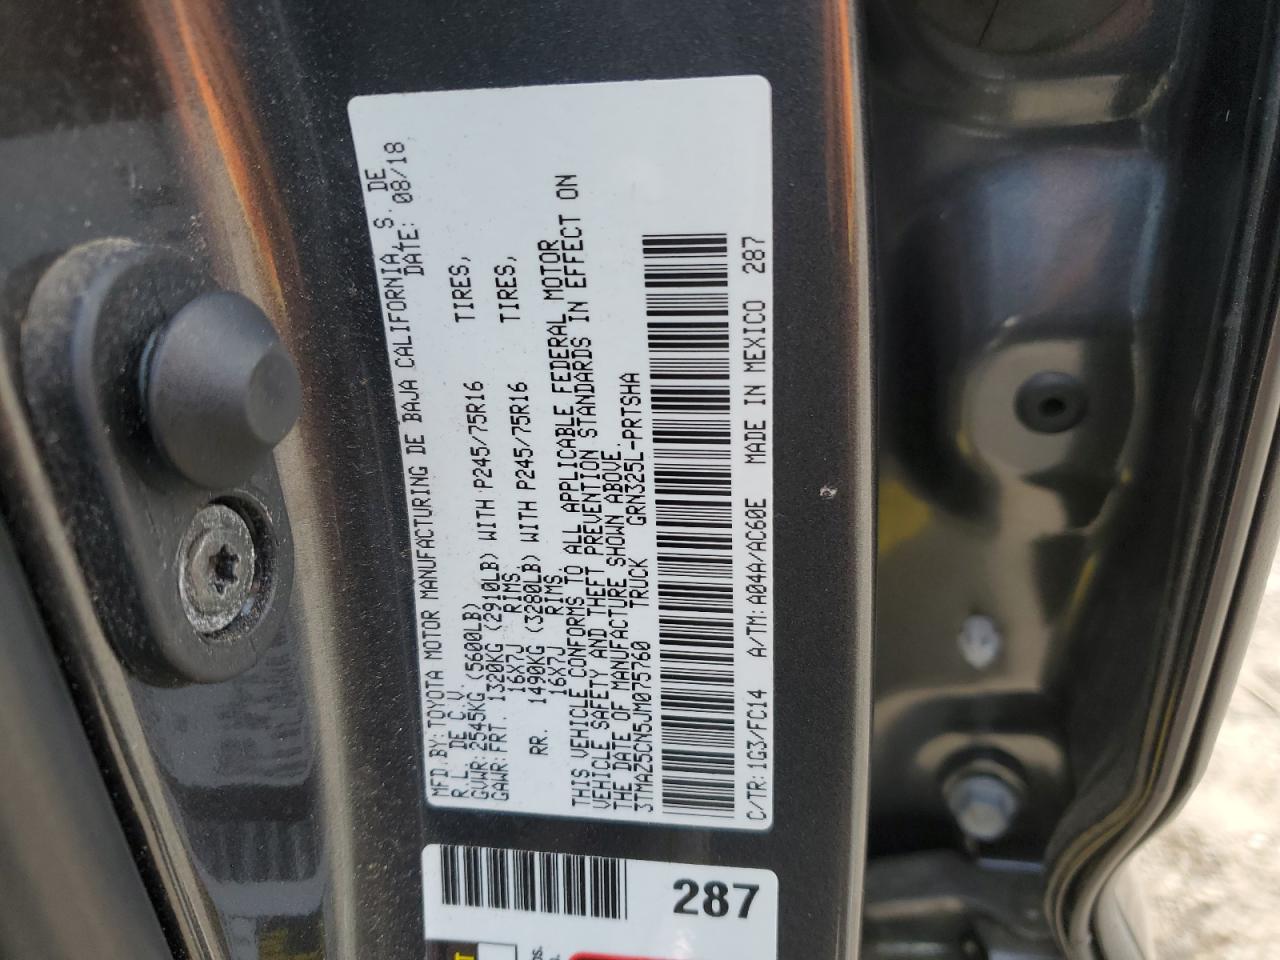 MFD.BY:TOYOTA MOTOR MANUFACTURING DE BAJA CALIFORNIA, S. DE
R.L. DE C.V. DATE: 08/18
GVWR:2545KG (5600LB)
GAWR:FRT. 1320KG (2910LB) WITH P245/75R16 TIRES,
16X7J RIMS
RR. 1490KG (3280LB) WITH P245/75R16 TIRES,
16X7J RIMS
THIS VEHICLE CONFORMS TO ALL APPLICABLE FEDERAL MOTOR
VEHICLE SAFETY AND THEFT PREVENTION STANDARDS IN EFFECT ON
THE DATE OF MANUFACTURE SHOWN ABOVE.
3TMAZ5CN5JM075760 TRUCK GRN325L-PRTSHA
C/TR:1G3/FC14 A/TM:A04A/AC60E MADE IN MEXICO 287
287